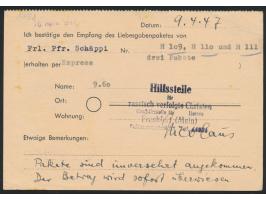 Datum: 9.4.47
Ich bestätige den Empfang des Liebesgabenpaketes von
Frl. Pfr. Schäppi Nr. H 109, H 110 und H 111
drei Pakete
erhalten per Express
Name: 9.60
Ort:
Wohnung:
Hilfsstelle
für
rassisch verfolgte Christen
Frankfurt (Main)
Etwaige Bemerkungen:
Pakete sind unversehrt angekommen.
Der Betrag wird sofort überwiesen